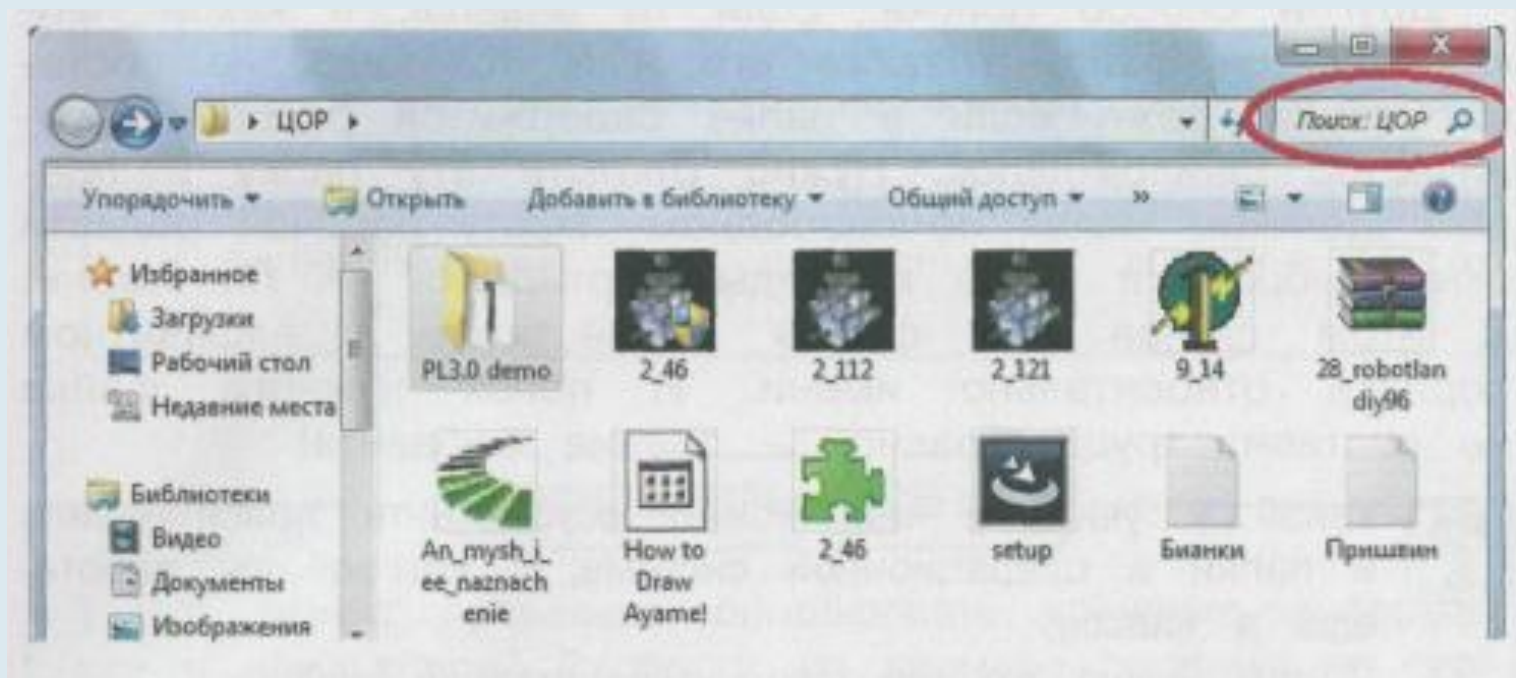 ЦОР
Поиск: ЦОР
Упорядочить
Открыть
Добавить в библиотеку
Общий доступ
»
Избранное
Загрузки
Рабочий стол
Недавние места
Библиотеки
Видео
Документы
Изображения
PL3.0 demo
2_46
2_112
2_121
9_14
28_robotlan
diy96
An_mysh_i_
ee_naznach
enie
How to
Draw
Ayame!
2_46
setup
Бианки
Пришвин